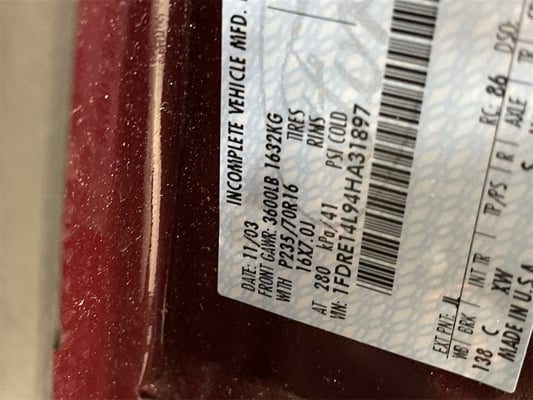 INCOMPLETE VEHICLE MFD.
DATE: 11/03
FRONT GAWR: 3600LB 1632KG
WITH P235/70R16 TIRES
16X7.0J RIMS
AT 280 kPa/41 PSI COLD
VIN: 1FDRE14L94HA31897
EXT PNT: JL RC: 86 DSO:
WB BRK INT TR TP/PS R AXLE TR
138 C XW
MADE IN U.S.A